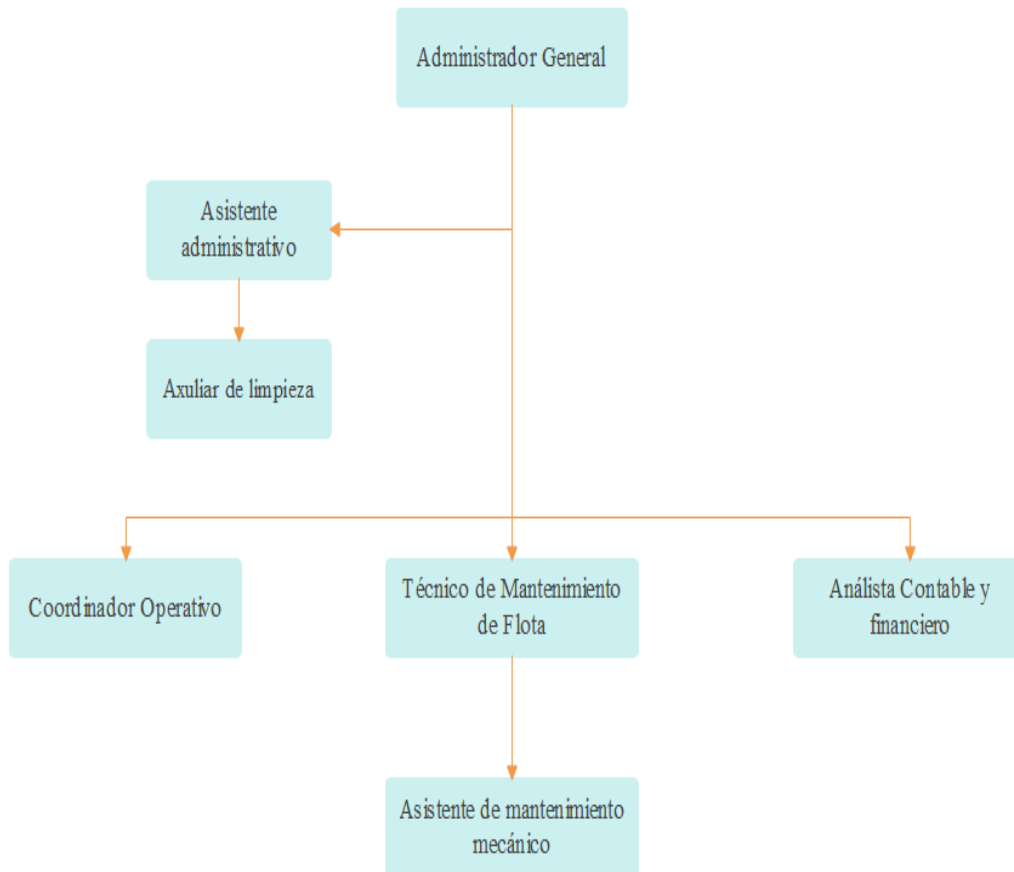 Administrador General
Asistente
administrativo
Axuliar de limpieza
Coordinador Operativo
Técnico de Mantenimiento
de Flota
Análista Contable y
financiero
Asistente de mantenimiento
mecánico